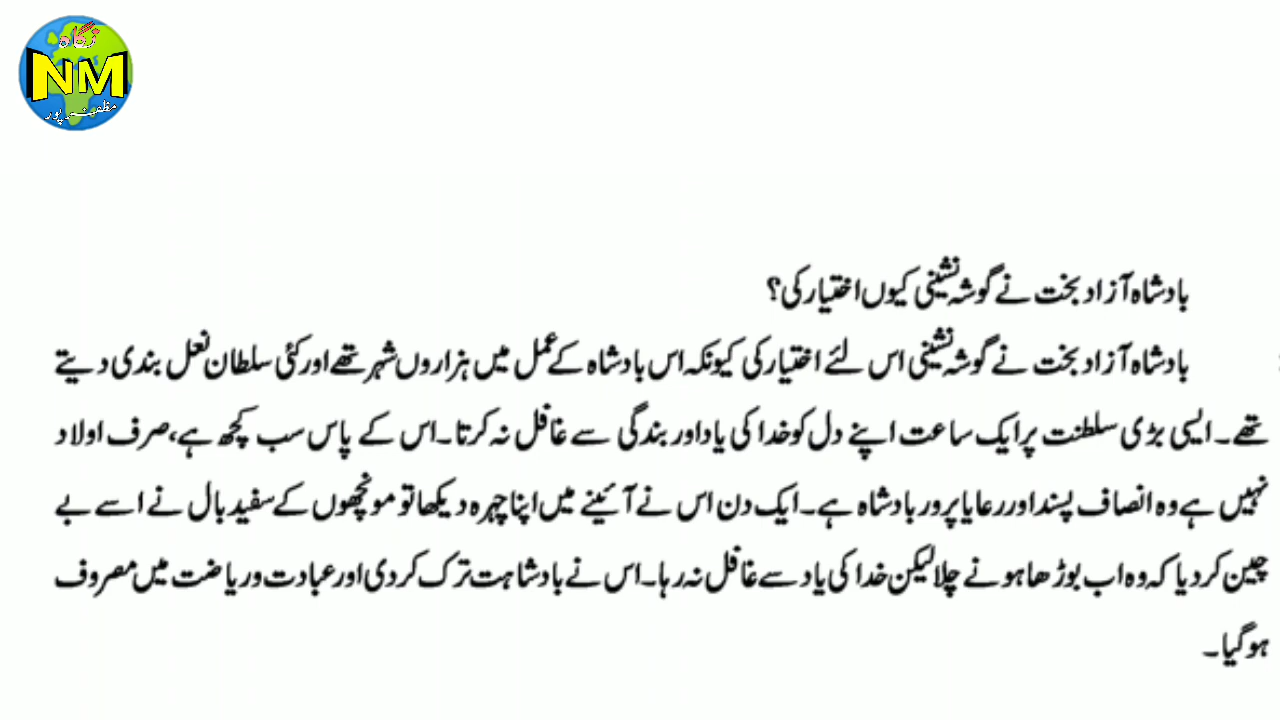 نگاہ
NM
مظفر پور
بادشاہ آزاد بخت نے گوشہ نشینی کیوں اختیار کی؟
بادشاہ آزاد بخت نے گوشہ نشینی اس لئے اختیار کی کیونکہ اس بادشاہ کے عمل میں ہزاروں شہر تھے اور کئی سلطان نعل بندی دیتے
تھے۔ ایسی بڑی سلطنت پر ایک ساعت اپنے دل کو خدا کی یاد اور بندگی سے غافل نہ کرتا۔ اس کے پاس سب کچھ ہے، صرف اولاد
نہیں ہے وہ انصاف پسند اور رعایا پرور بادشاہ ہے۔ ایک دن اس نے آئینے میں اپنا چہرہ دیکھا تو مونچھوں کے سفید بال نے اسے بے
چین کر دیا کہ وہ اب بوڑھا ہونے چلا لیکن خدا کی یاد سے غافل نہ رہا۔ اس نے بادشاہت ترک کر دی اور عبادت و ریاضت میں مصروف
ہو گیا۔